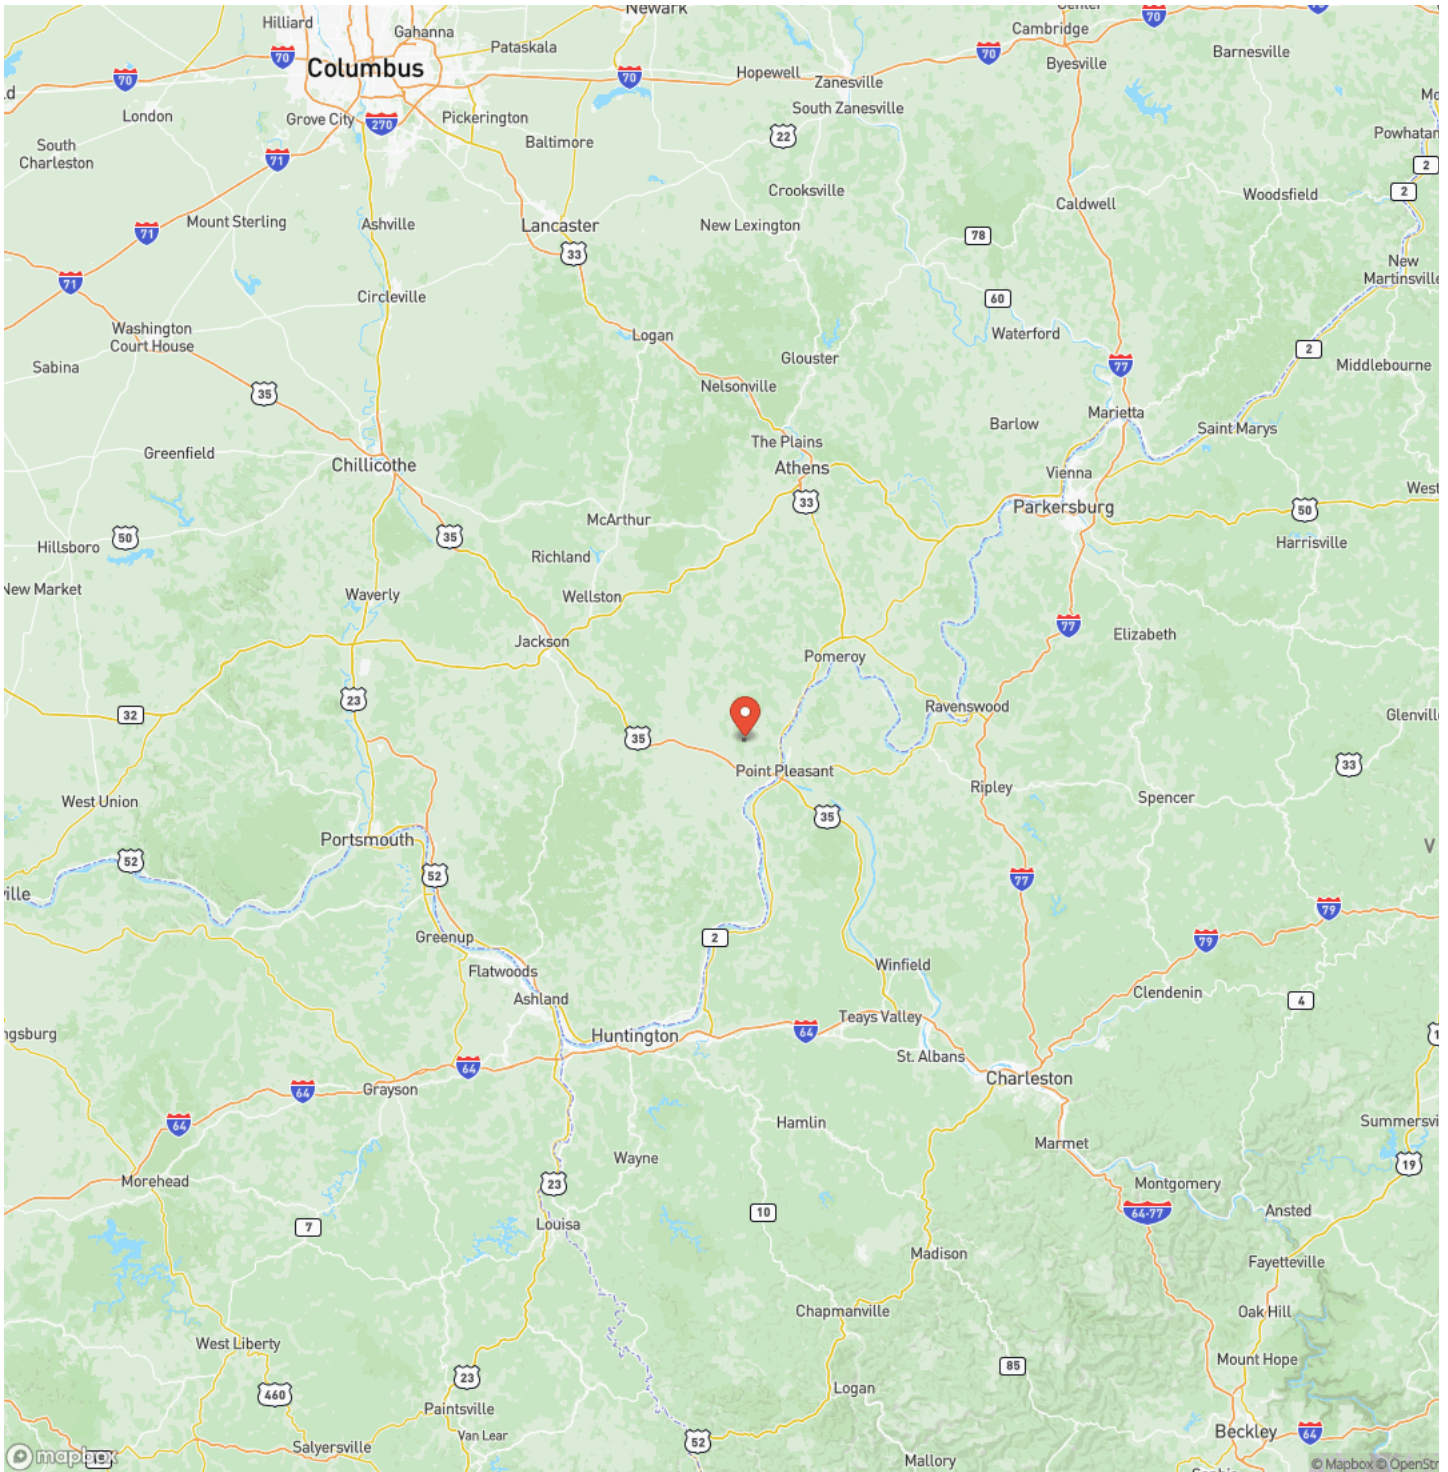 Newark
Center
70
70
Hilliard
Gahanna
Cambridge
Pataskala
Barnesville
70
70
Columbus
Byesville
70
70
Hopewell
Zanesville
London
Grove City
270
Pickerington
South Zanesville
22
Baltimore
South
Charleston
71
Powhatan
2
Crooksville
2
Woodsfield
Caldwell
Mount Sterling
Ashville
Lancaster
New Lexington
71
78
33
New
Martinsville
71
Circleville
60
Washington
Court House
Logan
Waterford
2
Sabina
Glouster
77
Middlebourne
35
Nelsonville
Marietta
Barlow
Saint Marys
The Plains
Greenfield
Chillicothe
Athens
Vienna
33
Parkersburg
West
50
McArthur
50
35
Hillsboro
Richland
Harrisville
New Market
Waverly
Wellston
77
Jackson
Elizabeth
Pomeroy
23
32
Ravenswood
Glenville
35
Point Pleasant
33
West Union
Ripley
Spencer
35
Portsmouth
V
52
52
77
ville
79
Greenup
2
79
Flatwoods
Winfield
Clendenin
Ashland
4
Teays Valley
ngsburg
Huntington
64
1
St. Albans
64
Charleston
64
Grayson
64
Hamlin
Summersvi
Marmet
Wayne
19
Morehead
23
Montgomery
7
10
64-77
Ansted
Louisa
Madison
Fayetteville
Chapmanville
Oak Hill
West Liberty
85
Mount Hope
23
460
Logan
Paintsville
Beckley
Van Lear
52
64
Salyersville
mapbox
Mallory
© Mapbox © OpenStr